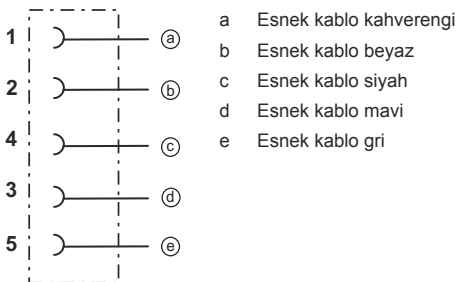 1 ⓐ
2 ⓑ
4 ⓒ
3 ⓓ
5 ⓔ
a Esnek kablo kahverengi
b Esnek kablo beyaz
c Esnek kablo siyah
d Esnek kablo mavi
e Esnek kablo gri